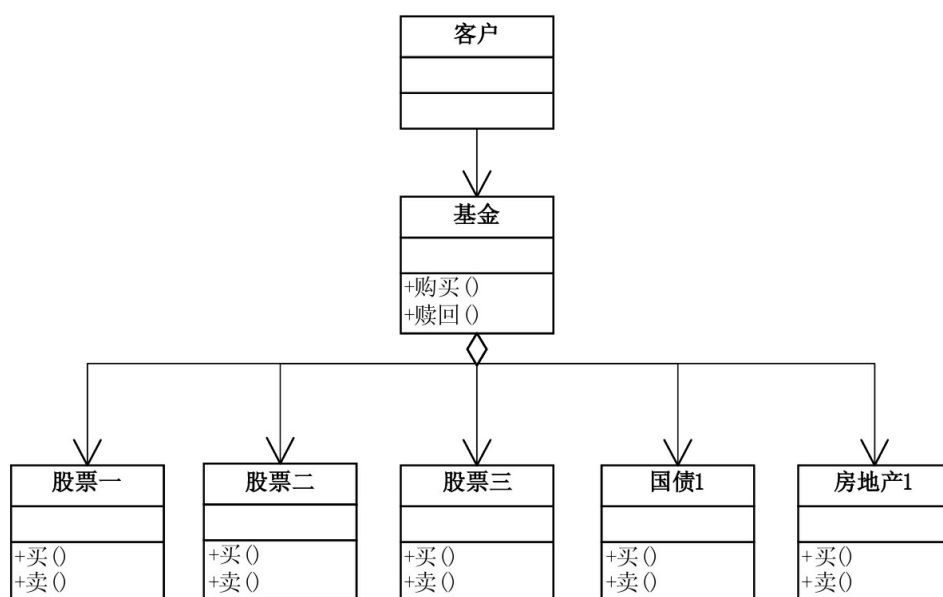 客户
基金
+购买()
+赎回()
股票一
股票二
股票三
国债1
房地产1
+买()
+卖()
+买()
+卖()
+买()
+卖()
+买()
+卖()
+买()
+卖()